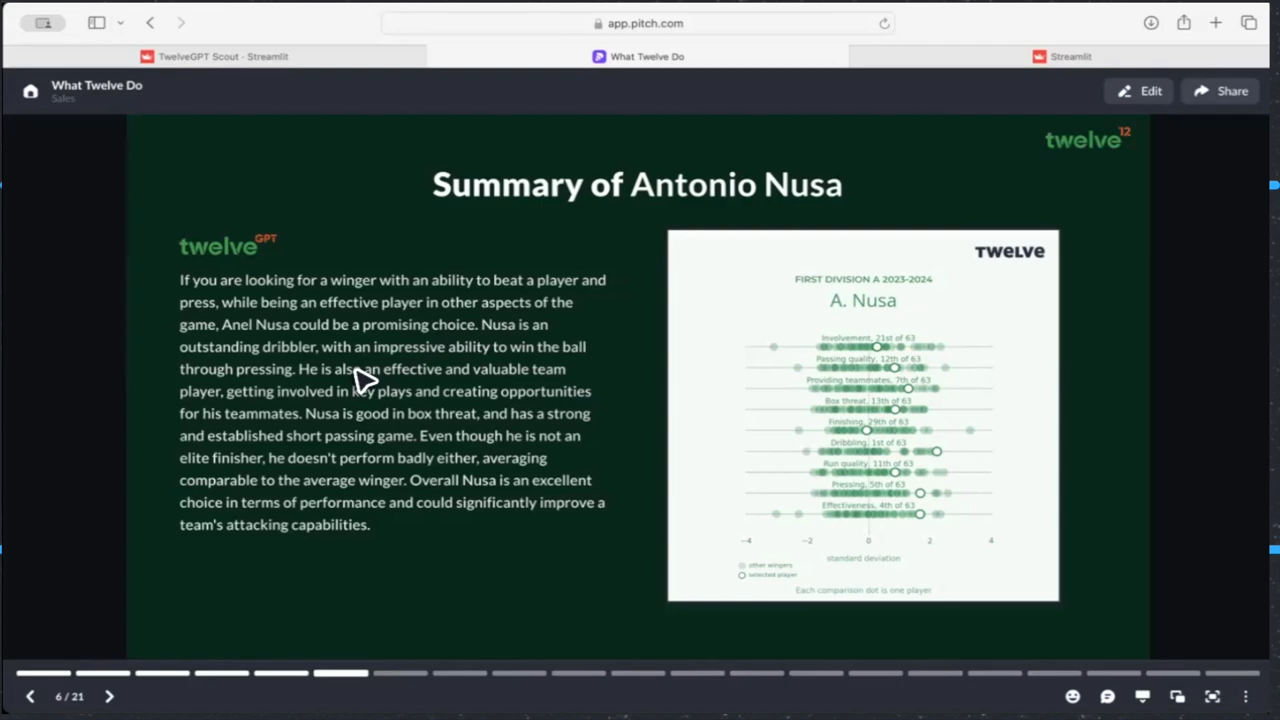 app.pitch.com
TwelveGPT Scout · Streamlit
What Twelve Do
Streamlit
What Twelve Do
Sales
Edit
Share
twelve12
Summary of Antonio Nusa
twelveGPT
If you are looking for a winger with an ability to beat a player and
press, while being an effective player in other aspects of the
game, Anel Nusa could be a promising choice. Nusa is an
outstanding dribbler, with an impressive ability to win the ball
through pressing. He is also an effective and valuable team
player, getting involved in key plays and creating opportunities
for his teammates. Nusa is good in box threat, and has a strong
and established short passing game. Even though he is not an
elite finisher, he doesn't perform badly either, averaging
comparable to the average winger. Overall Nusa is an excellent
choice in terms of performance and could significantly improve a
team's attacking capabilities.
TWELVE
FIRST DIVISION A 2023-2024
A. Nusa
Involvement, 21st of 63
Passing quality, 12th of 63
Providing teammates, 7th of 63
Box threat, 13th of 63
Finishing, 29th of 63
Dribbling, 1st of 63
Run quality, 11th of 63
Pressing, 5th of 63
Effectiveness, 4th of 63
−4 −2 0 2 4
standard deviation
other wingers
selected player
Each comparison dot is one player
6 / 21